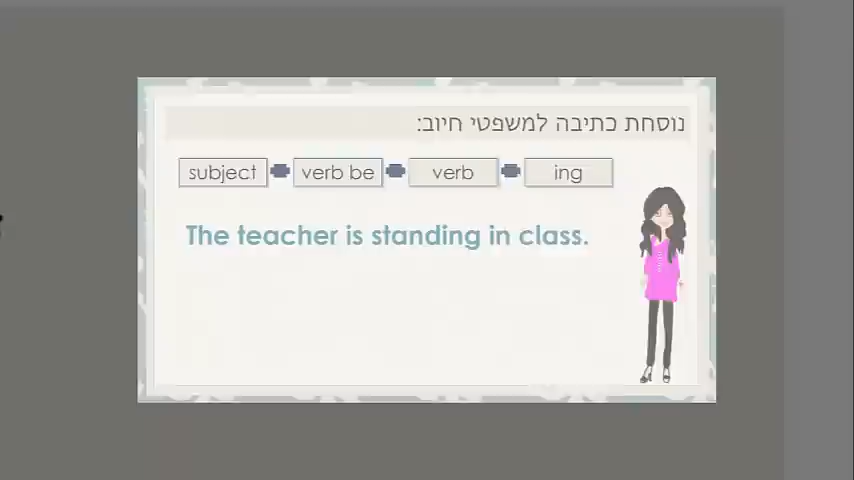 נוסחת כתיבה למשפטי חיוב:
subject + verb be + verb + ing
The teacher is standing in class.